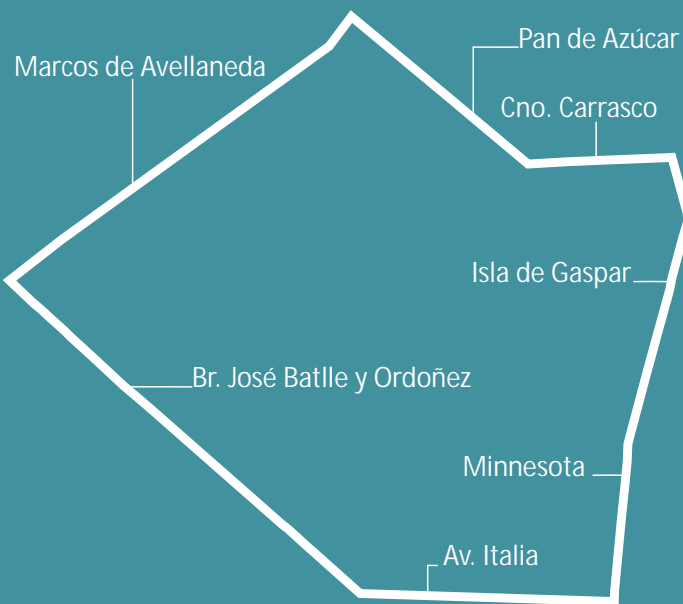 Pan de Azúcar
Marcos de Avellaneda
Cno. Carrasco
Isla de Gaspar
Br. José Batlle y Ordoñez
Minnesota
Av. Italia